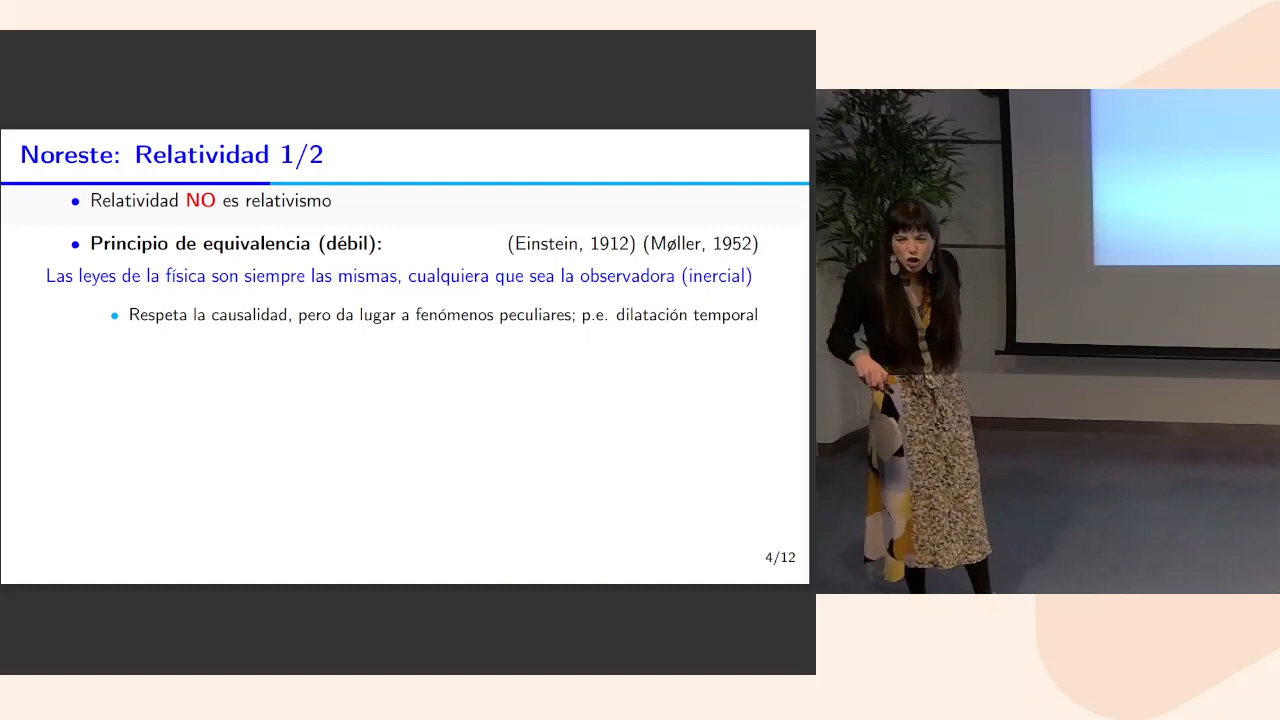 Noreste: Relatividad 1/2
• Relatividad NO es relativismo
• Principio de equivalencia (débil): (Einstein, 1912) (Møller, 1952)
Las leyes de la física son siempre las mismas, cualquiera que sea la observadora (inercial)
• Respeta la causalidad, pero da lugar a fenómenos peculiares; p.e. dilatación temporal
4/12